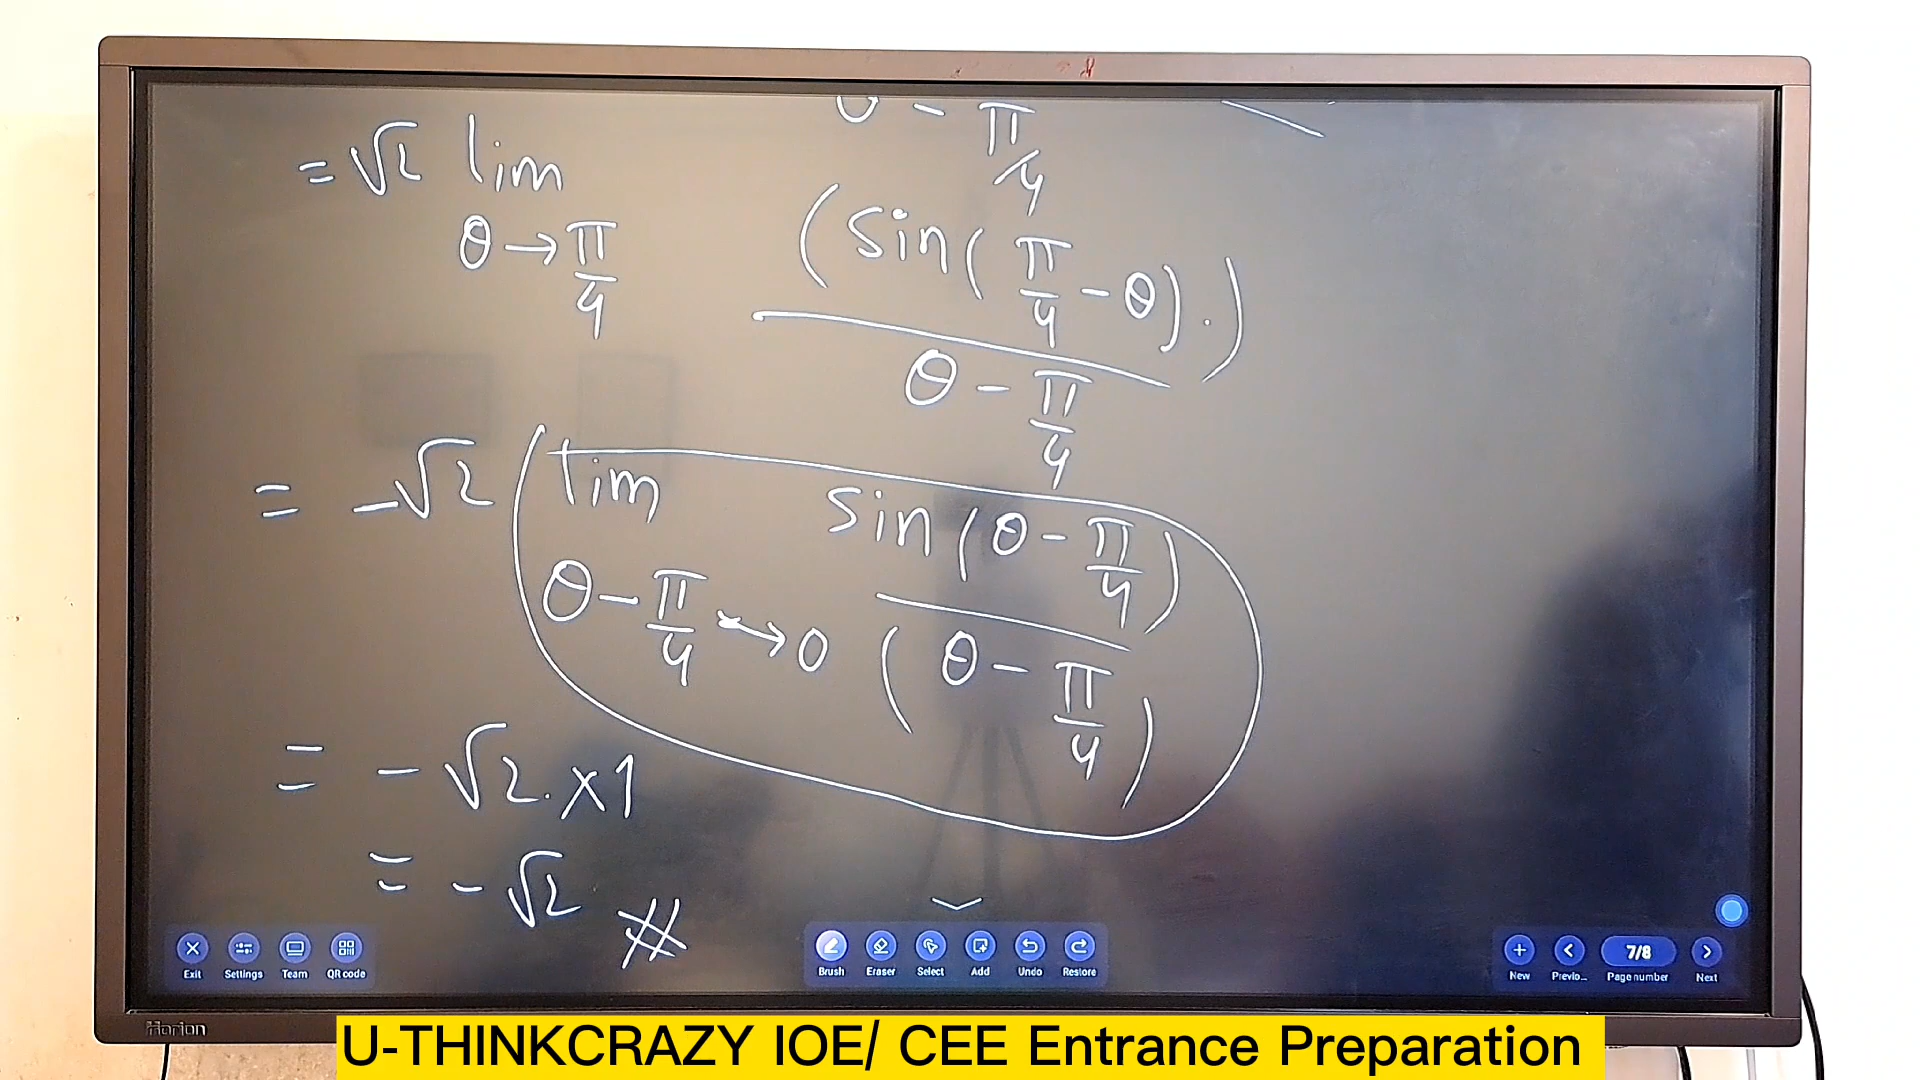 θ - π/4
= √2 lim θ→π/4 (sin(π/4 - θ).) / θ - π/4
= -√2 (lim θ - π/4 → 0 sin(θ - π/4) / (θ - π/4)
= - √2 . × 1
= - √2 #
Exit Settings Team QR code Brush Eraser Select Add Undo Restore New Previo... 7/8 Page number Next
Horion
U-THINKCRAZY IOE/ CEE Entrance Preparation